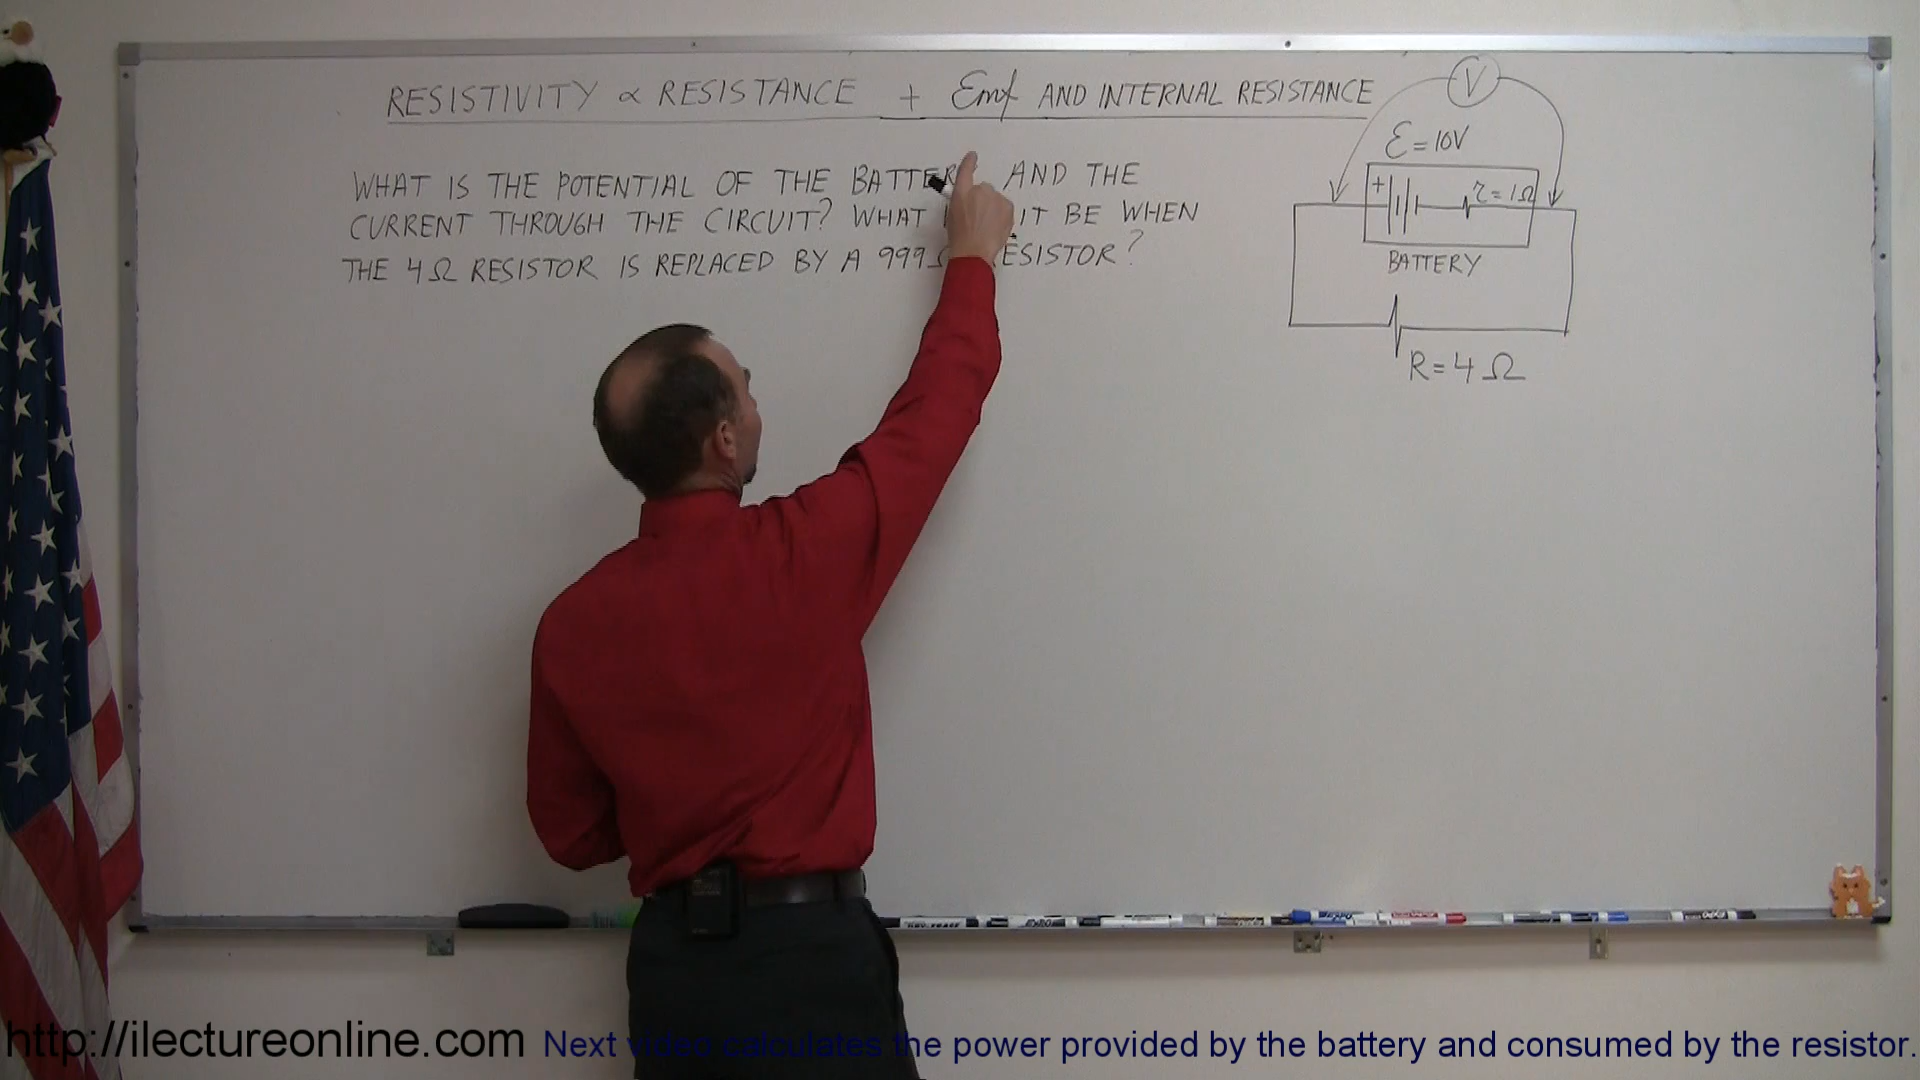 RESISTIVITY ∝ RESISTANCE + Emf AND INTERNAL RESISTANCE
V
ε = 10V
WHAT IS THE POTENTIAL OF THE BATTERY AND THE
CURRENT THROUGH THE CIRCUIT? WHAT IT BE WHEN
THE 4Ω RESISTOR IS REPLACED BY A 999Ω RESISTOR?
+
r = 1Ω
BATTERY
R = 4 Ω
EXPO
http://ilectureonline.com
Next video calculates the power provided by the battery and consumed by the resistor.